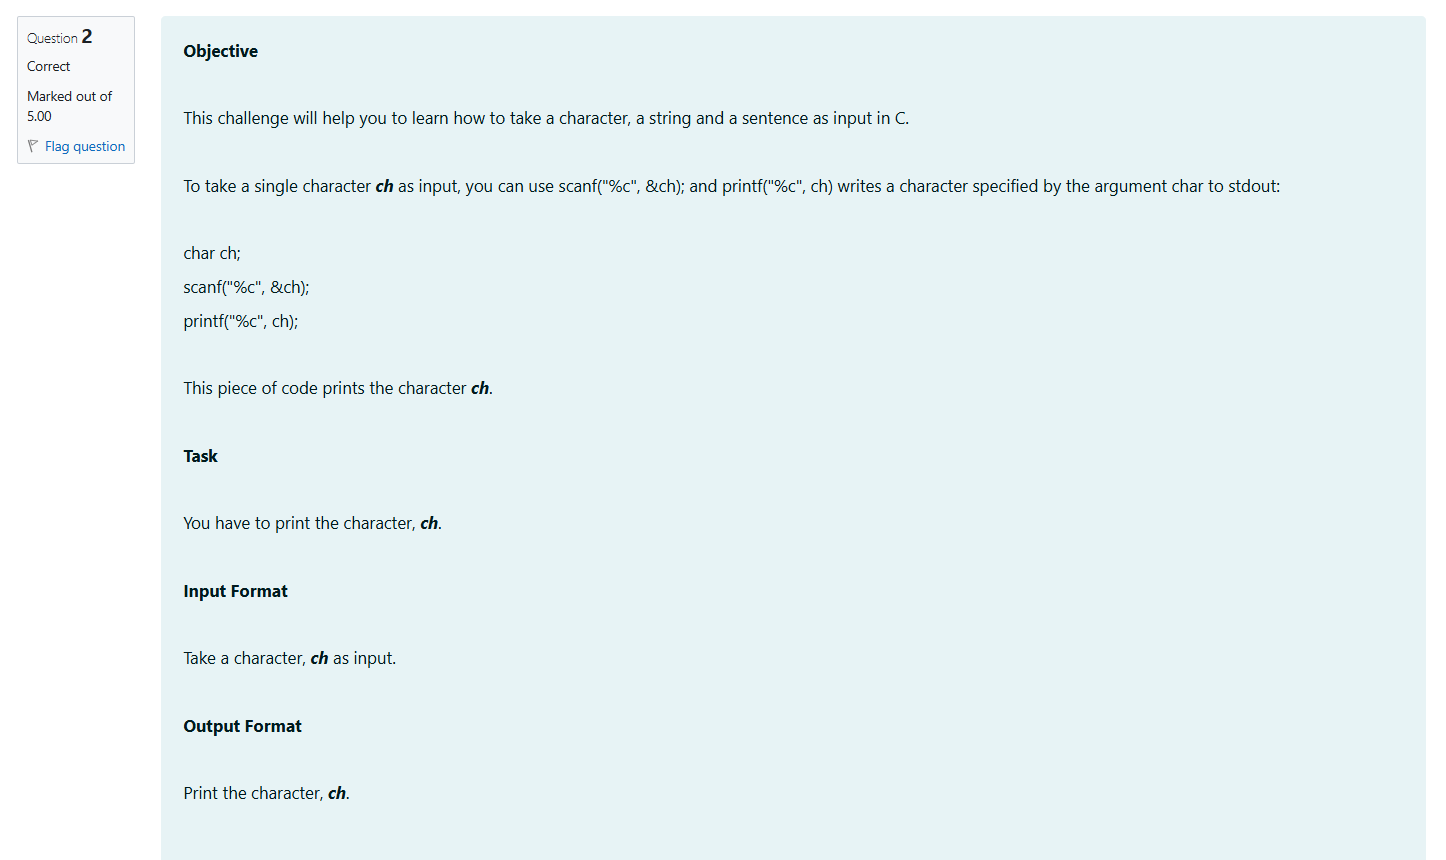 Question 2
Correct
Marked out of
5.00
Flag question
Objective
This challenge will help you to learn how to take a character, a string and a sentence as input in C.
To take a single character ch as input, you can use scanf("%c", &ch); and printf("%c", ch) writes a character specified by the argument char to stdout:
char ch;
scanf("%c", &ch);
printf("%c", ch);
This piece of code prints the character ch.
Task
You have to print the character, ch.
Input Format
Take a character, ch as input.
Output Format
Print the character, ch.